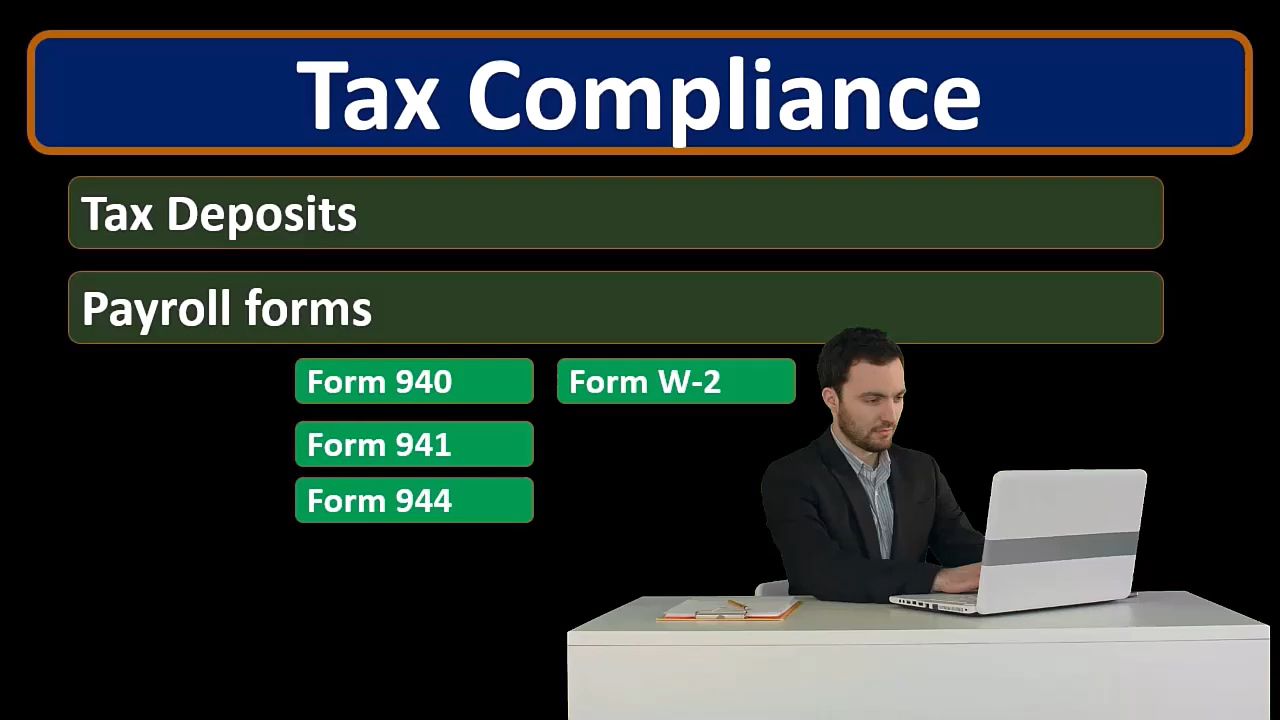 Tax Compliance
Tax Deposits
Payroll forms
Form 940
Form W-2
Form 941
Form 944